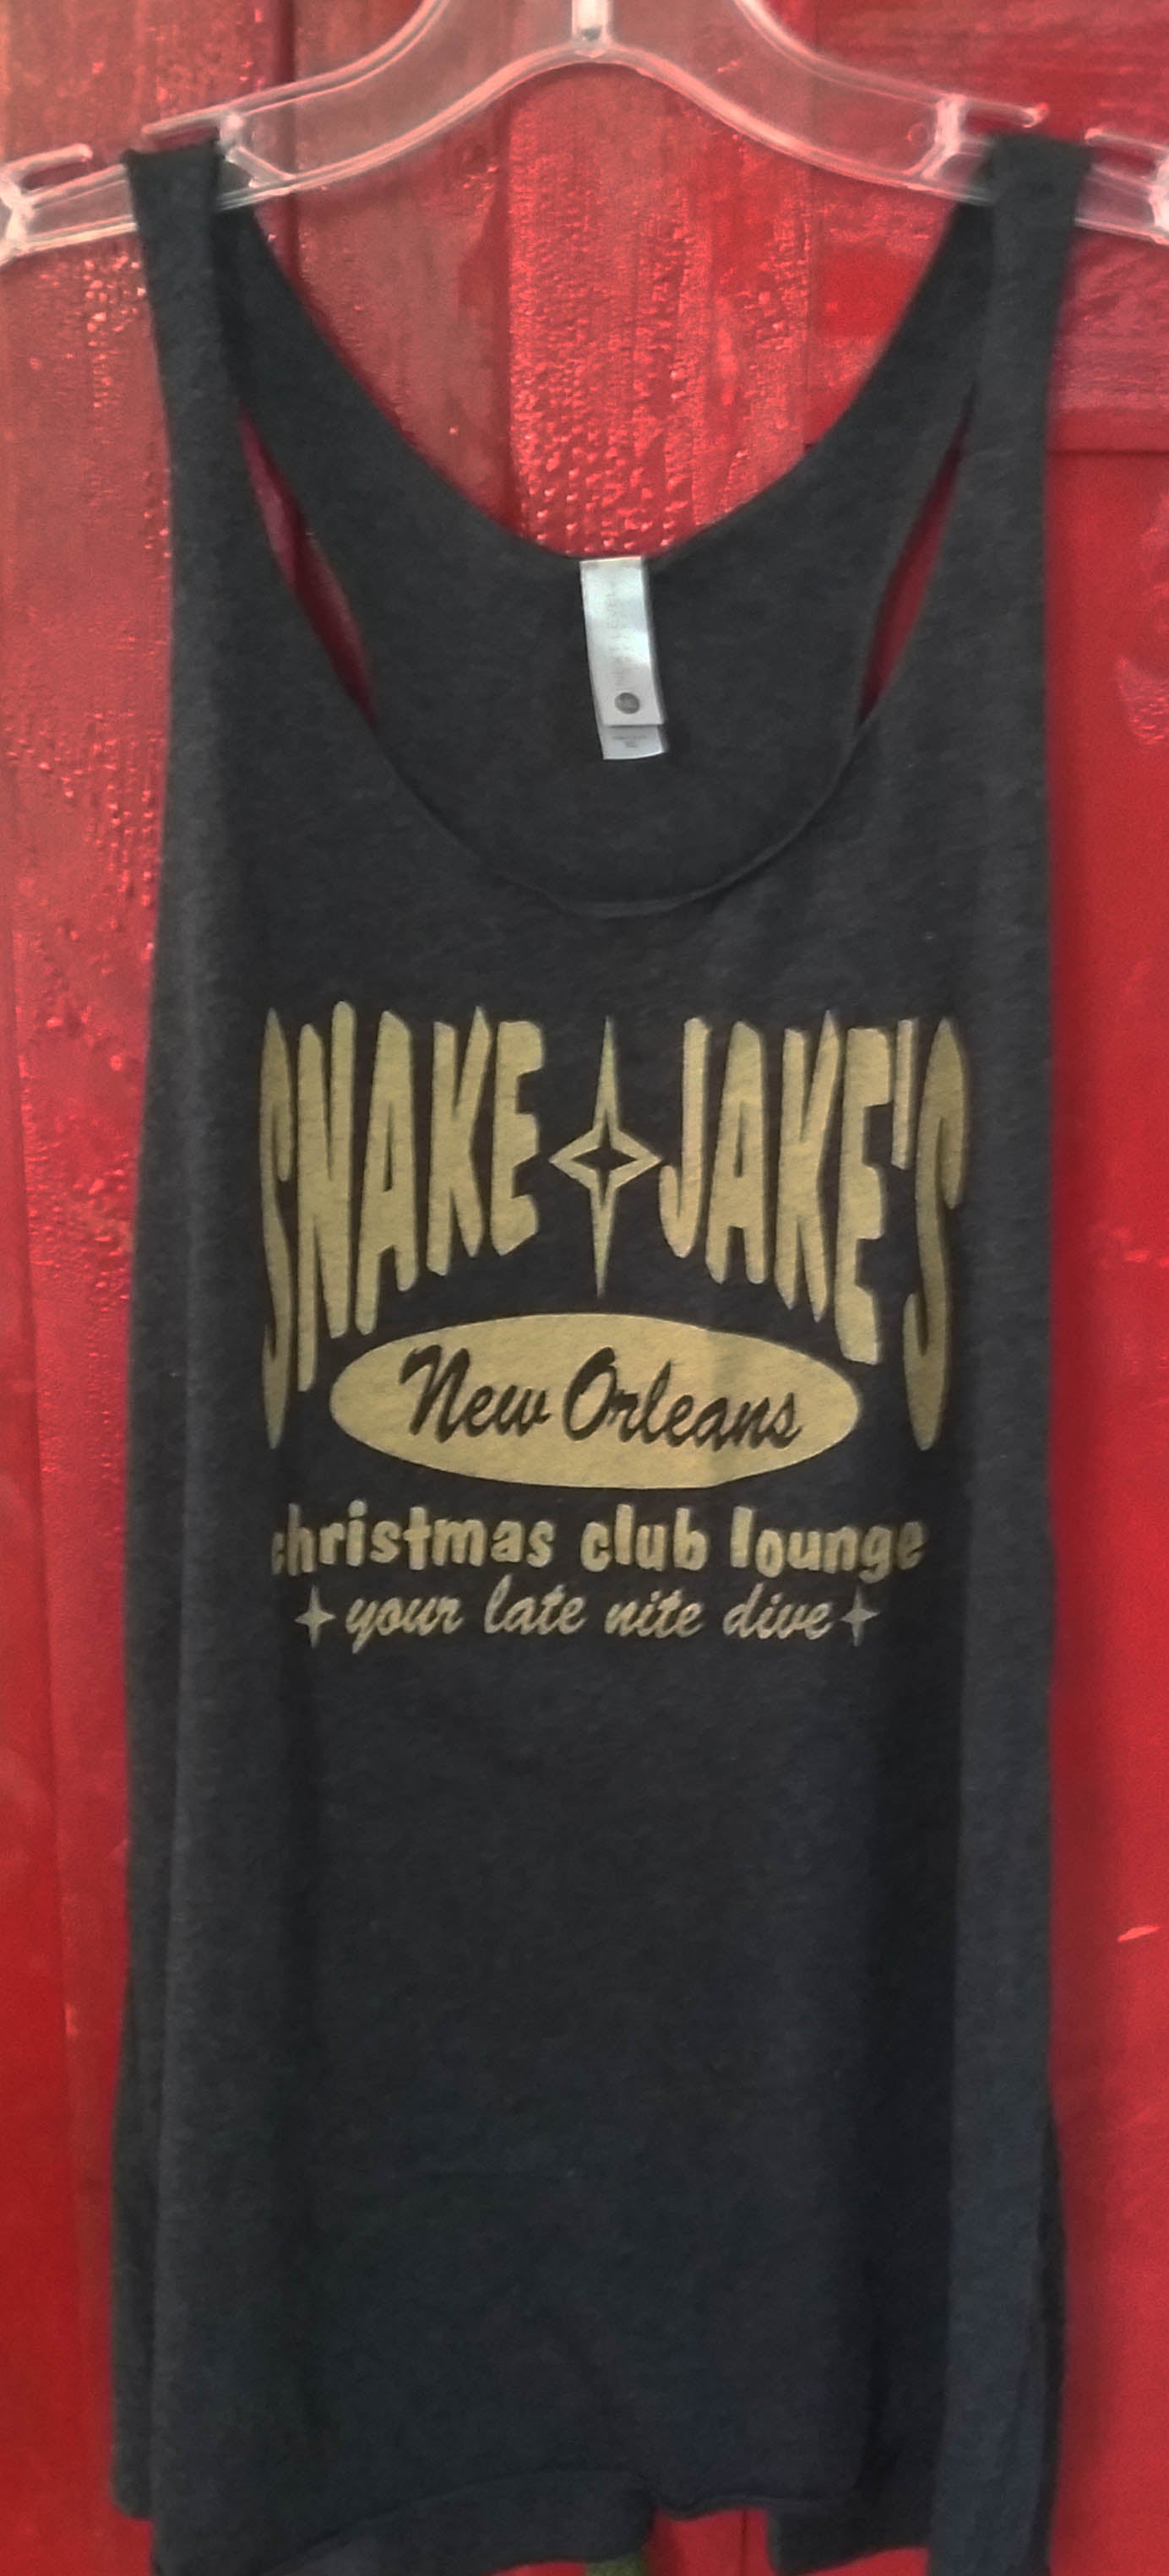 SNAKE JAKE'S
New Orleans
christmas club lounge
your late nite dive